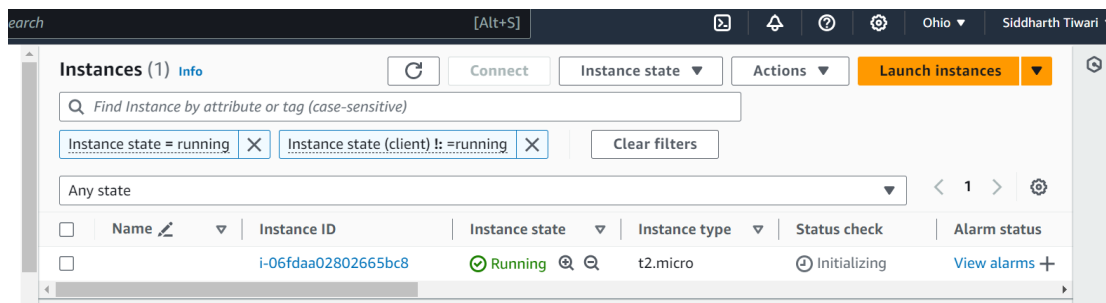 earch [Alt+S] Ohio Siddharth Tiwari
Instances (1) Info Connect Instance state Actions Launch instances
Find Instance by attribute or tag (case-sensitive)
Instance state = running Instance state (client) !: =running Clear filters
Any state 1
Name Instance ID Instance state Instance type Status check Alarm status
i-06fdaa02802665bc8 Running t2.micro Initializing View alarms +